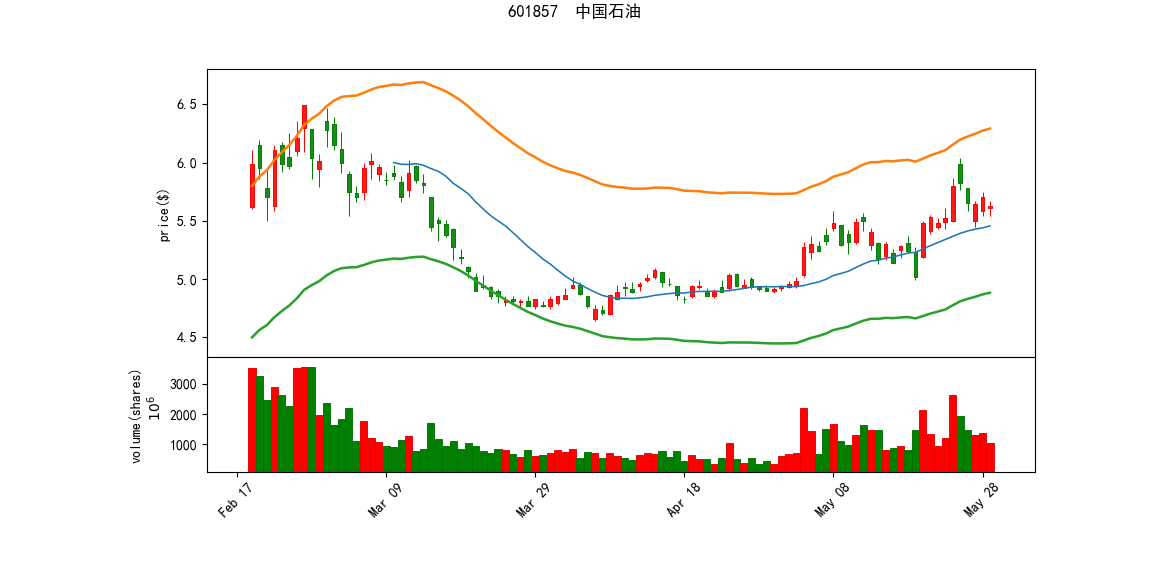 601857 中国石油
price($)
6.5
6.0
5.5
5.0
4.5
volume(shares)
10^6
3000
2000
1000
Feb 17
Mar 09
Mar 29
Apr 18
May 08
May 28